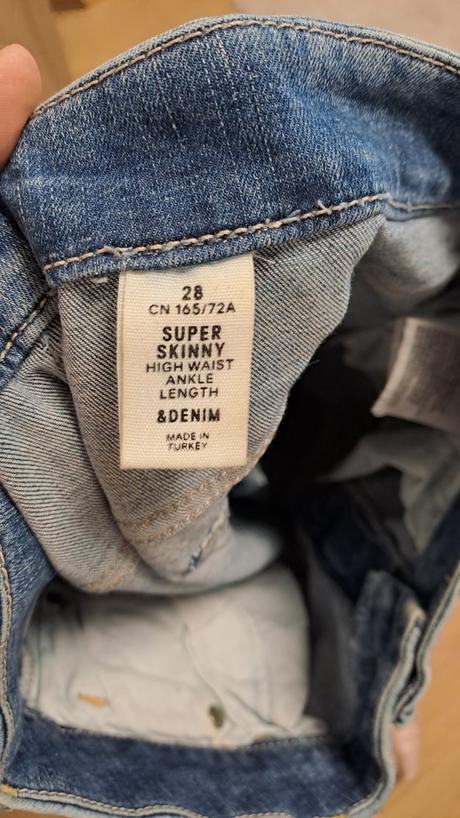 28
CN 165/72A
SUPER
SKINNY
HIGH WAIST
ANKLE
LENGTH
&DENIM
MADE IN
TURKEY